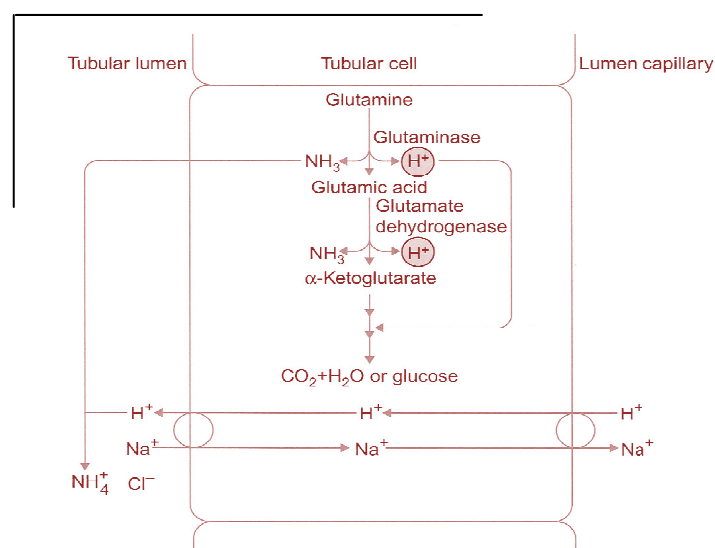 Tubular lumen Tubular cell Lumen capillary
Glutamine
Glutaminase
NH₃ H⁺
Glutamic acid
Glutamate
dehydrogenase
NH₃ H⁺
α-Ketoglutarate
CO₂+H₂O or glucose
H⁺ H⁺ H⁺
Na⁺ Na⁺ Na⁺
NH₄⁺ Cl⁻